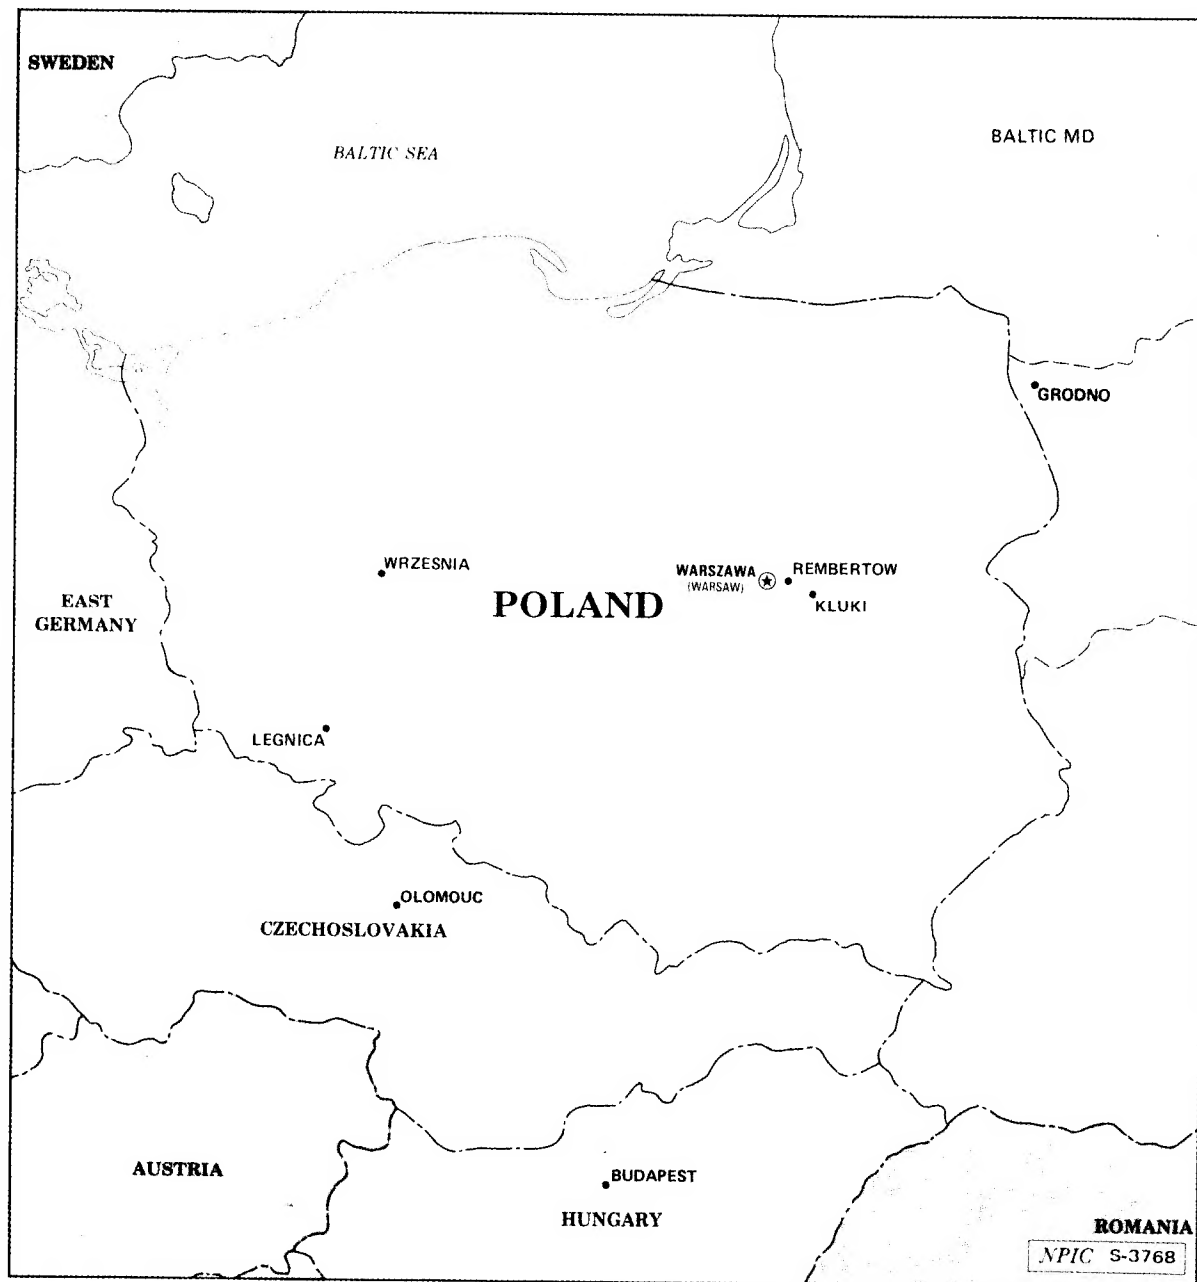 SWEDEN
BALTIC SEA
BALTIC MD
GRODNO
WRZESNIA
WARSZAWA
(WARSAW)
REMBERTOW
KLUKI
POLAND
EAST
GERMANY
LEGNICA
OLOMOUC
CZECHOSLOVAKIA
AUSTRIA
BUDAPEST
HUNGARY
ROMANIA
NPIC S-3768